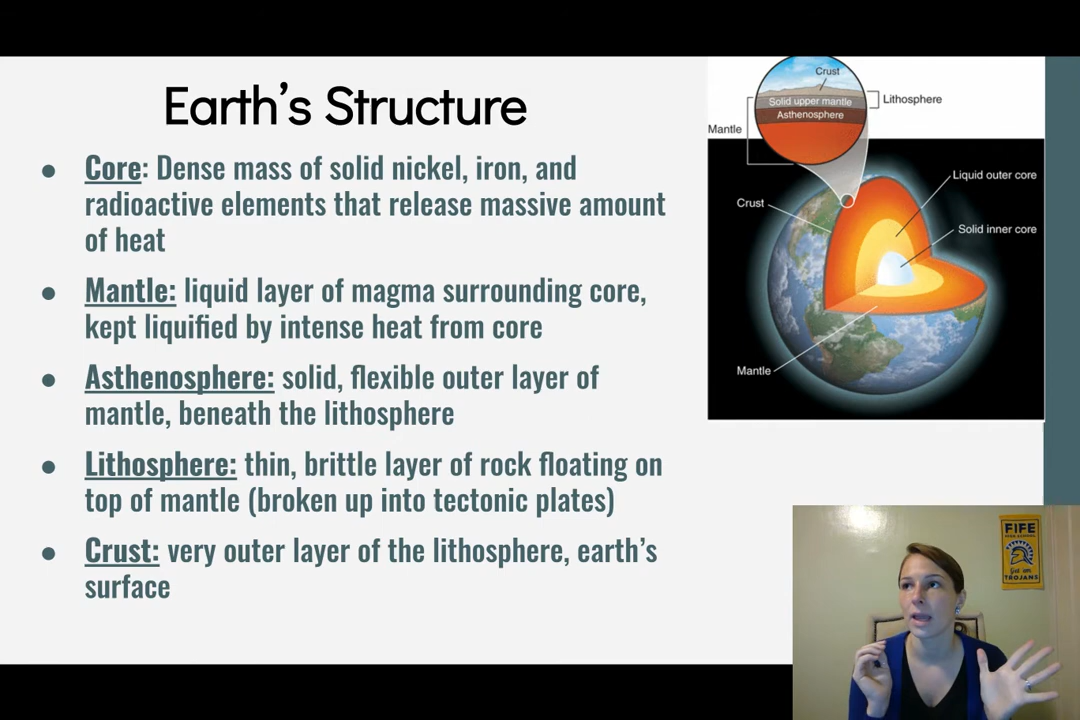 Earth's Structure
● Core: Dense mass of solid nickel, iron, and
radioactive elements that release massive amount
of heat
● Mantle: liquid layer of magma surrounding core,
kept liquified by intense heat from core
● Asthenosphere: solid, flexible outer layer of
mantle, beneath the lithosphere
● Lithosphere: thin, brittle layer of rock floating on
top of mantle (broken up into tectonic plates)
● Crust: very outer layer of the lithosphere, earth's
surface
Crust
Solid upper mantle
Lithosphere
Asthenosphere
Mantle
Liquid outer core
Crust
Solid inner core
Mantle
FIFE
TROJANS